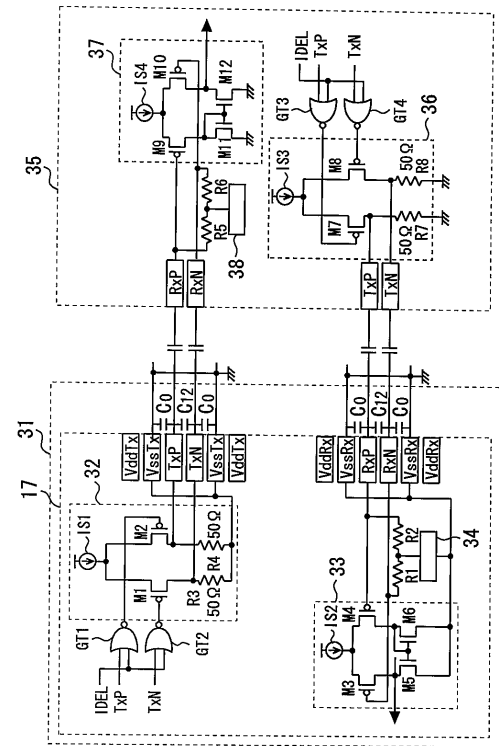 31
17
32
IS1
M1
M2
GT1
GT2
IDEL
TxP
TxN
R3
R4
50Ω
50Ω
VddTx
VssTx
TxP
TxN
VssTx
VddTx
C0
C12
C0
33
IS2
M3
M4
M5
M6
R1
R2
34
VddRx
VssRx
RxP
RxN
VssRx
VddRx
C0
C12
C0
35
37
IS4
M9
M10
M11
M12
R5
R6
38
RxP
RxN
IDEL
TxP
TxN
GT3
GT4
36
IS3
M7
M8
50Ω
50Ω
R7
R8
TxP
TxN